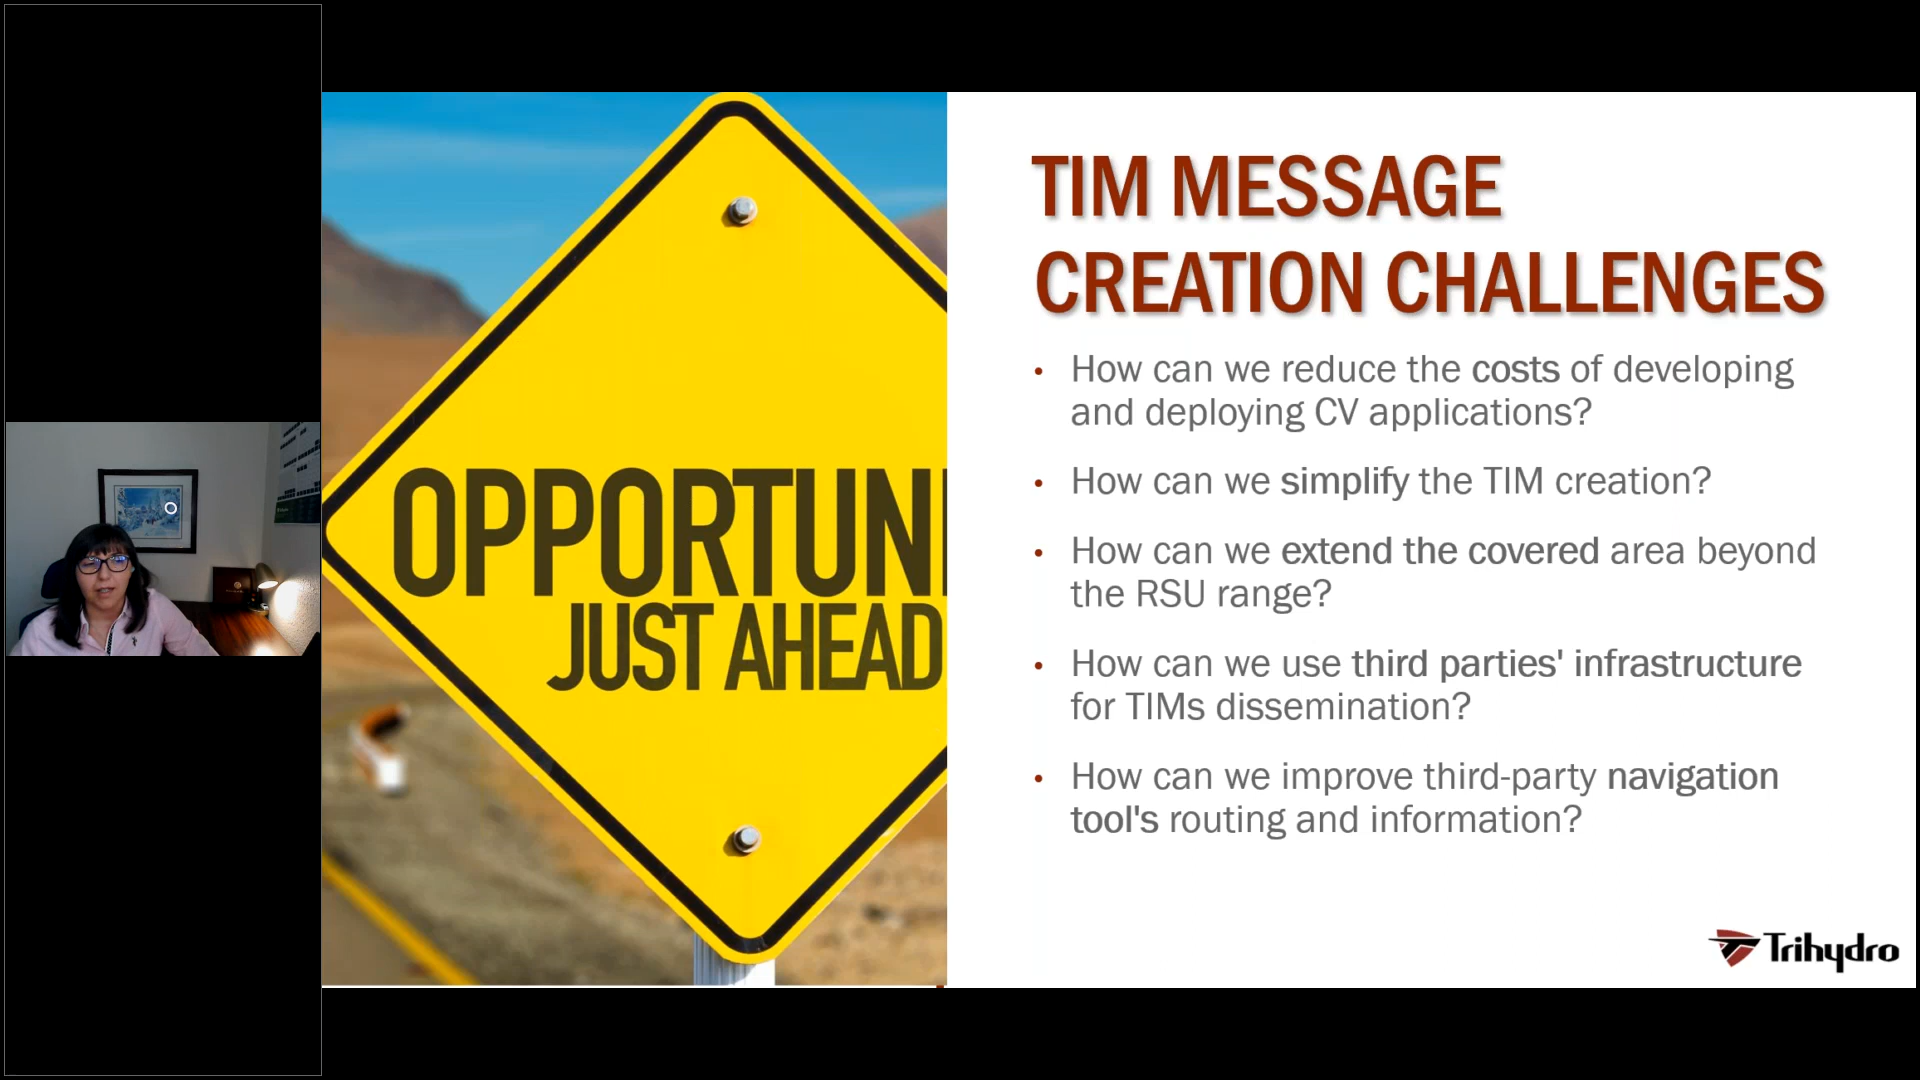 OPPORTUNI
JUST AHEAD
TIM MESSAGE
CREATION CHALLENGES
• How can we reduce the costs of developing
and deploying CV applications?
• How can we simplify the TIM creation?
• How can we extend the covered area beyond
the RSU range?
• How can we use third parties' infrastructure
for TIMs dissemination?
• How can we improve third-party navigation
tool's routing and information?
Trihydro